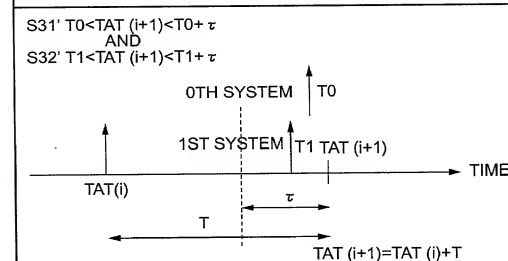 S31' T0<TAT (i+1)<T0+ τ
AND
S32' T1<TAT (i+1)<T1+ τ
0TH SYSTEM T0
1ST SYSTEM T1 TAT (i+1)
TIME
TAT(i)
τ
T
TAT (i+1)=TAT (i)+T